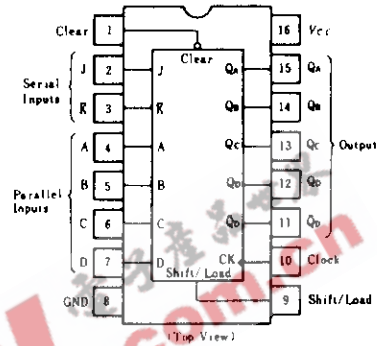 Clear 1 16 Vcc
Clear
J 2 J QA 15 QA
Serial Inputs
K̅ 3 K̅ QB 14 QB
A 4 A QC 13 QC
Output
Parallel Inputs
B 5 B QD 12 QD
C 6 C Q̅D 11 Q̅D
D 7 D CK 10 Clock
Shift/Load
GND 8 9 Shift/Load
(Top View)
.com.cn